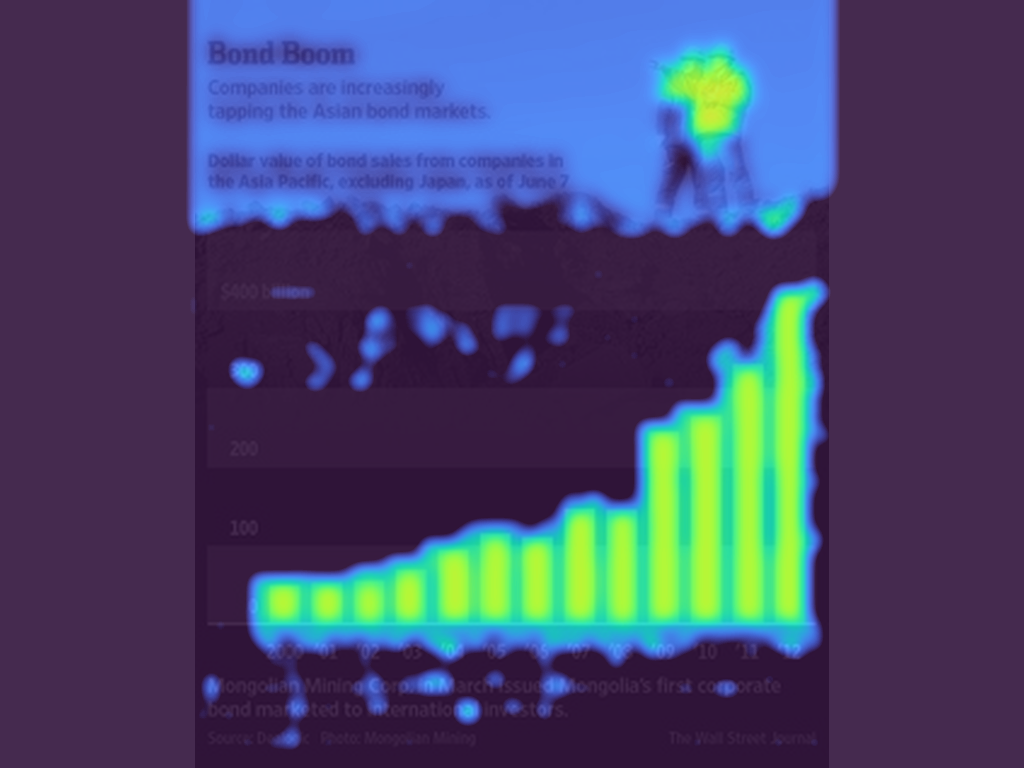 Bond Boom
Companies are increasingly
tapping the Asian bond markets.
Dollar value of bond sales from companies in
the Asia Pacific, excluding Japan, as of June 7
$400 billion
300
200
100
0
2000 '01 '02 '03 '04 '05 '06 '07 '08 '09 '10 '11 '12
Mongolian Mining Corp. in March issued Mongolia's first corporate
bond marketed to international investors.
Source: Dealogic Photo: Mongolian Mining
The Wall Street Journal